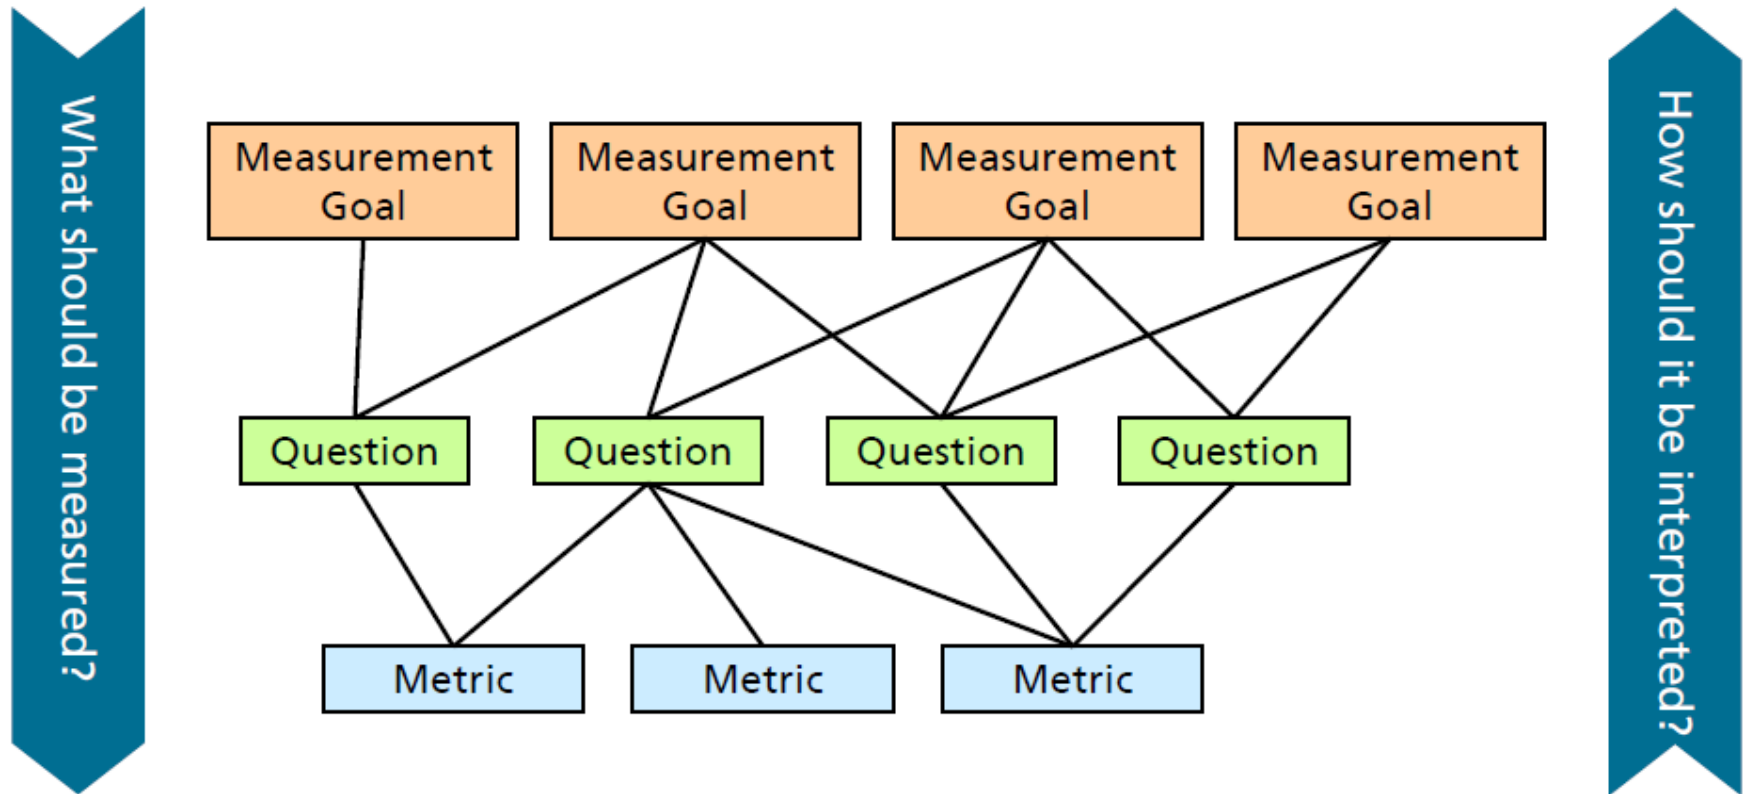 What should be measured?
Measurement
Goal
Measurement
Goal
Measurement
Goal
Measurement
Goal
Question
Question
Question
Question
Metric
Metric
Metric
How should it be interpreted?